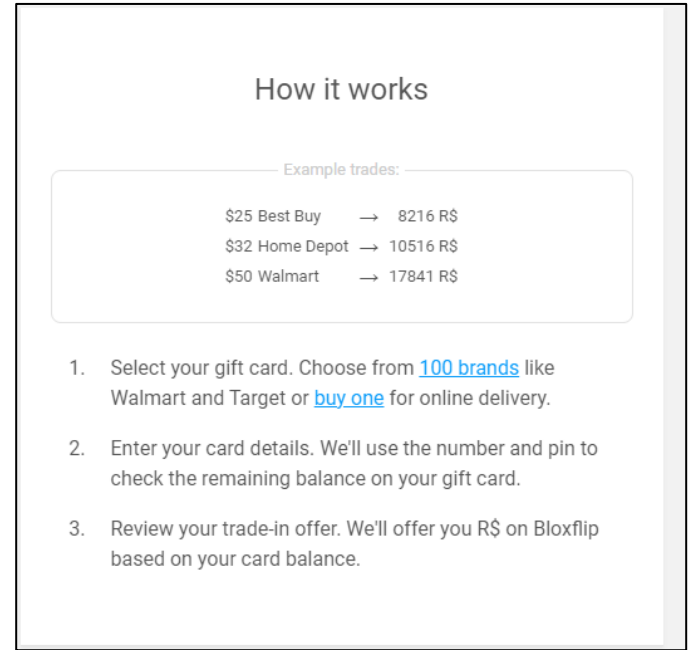 How it works
Example trades:
$25 Best Buy → 8216 R$
$32 Home Depot → 10516 R$
$50 Walmart → 17841 R$
1. Select your gift card. Choose from 100 brands like
Walmart and Target or buy one for online delivery.
2. Enter your card details. We'll use the number and pin to
check the remaining balance on your gift card.
3. Review your trade-in offer. We'll offer you R$ on Bloxflip
based on your card balance.